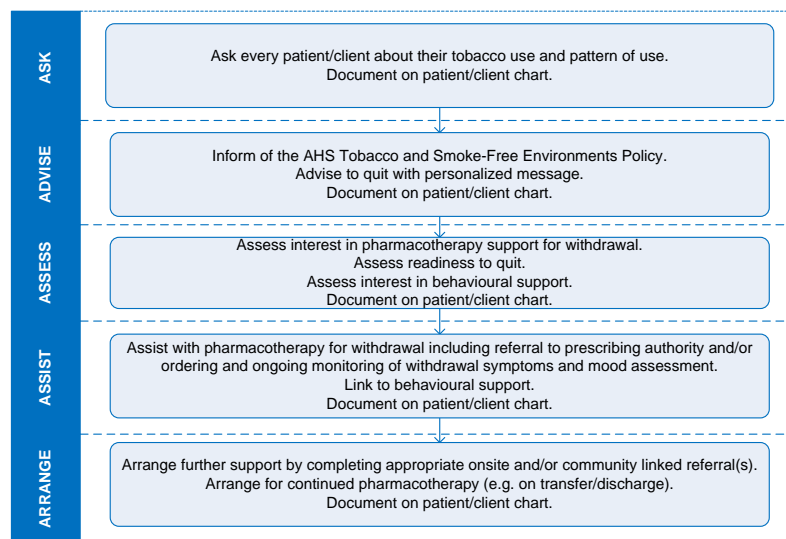 ASK
Ask every patient/client about their tobacco use and pattern of use.
Document on patient/client chart.
ADVISE
Inform of the AHS Tobacco and Smoke-Free Environments Policy.
Advise to quit with personalized message.
Document on patient/client chart.
ASSESS
Assess interest in pharmacotherapy support for withdrawal.
Assess readiness to quit.
Assess interest in behavioural support.
Document on patient/client chart.
ASSIST
Assist with pharmacotherapy for withdrawal including referral to prescribing authority and/or
ordering and ongoing monitoring of withdrawal symptoms and mood assessment.
Link to behavioural support.
Document on patient/client chart.
ARRANGE
Arrange further support by completing appropriate onsite and/or community linked referral(s).
Arrange for continued pharmacotherapy (e.g. on transfer/discharge).
Document on patient/client chart.